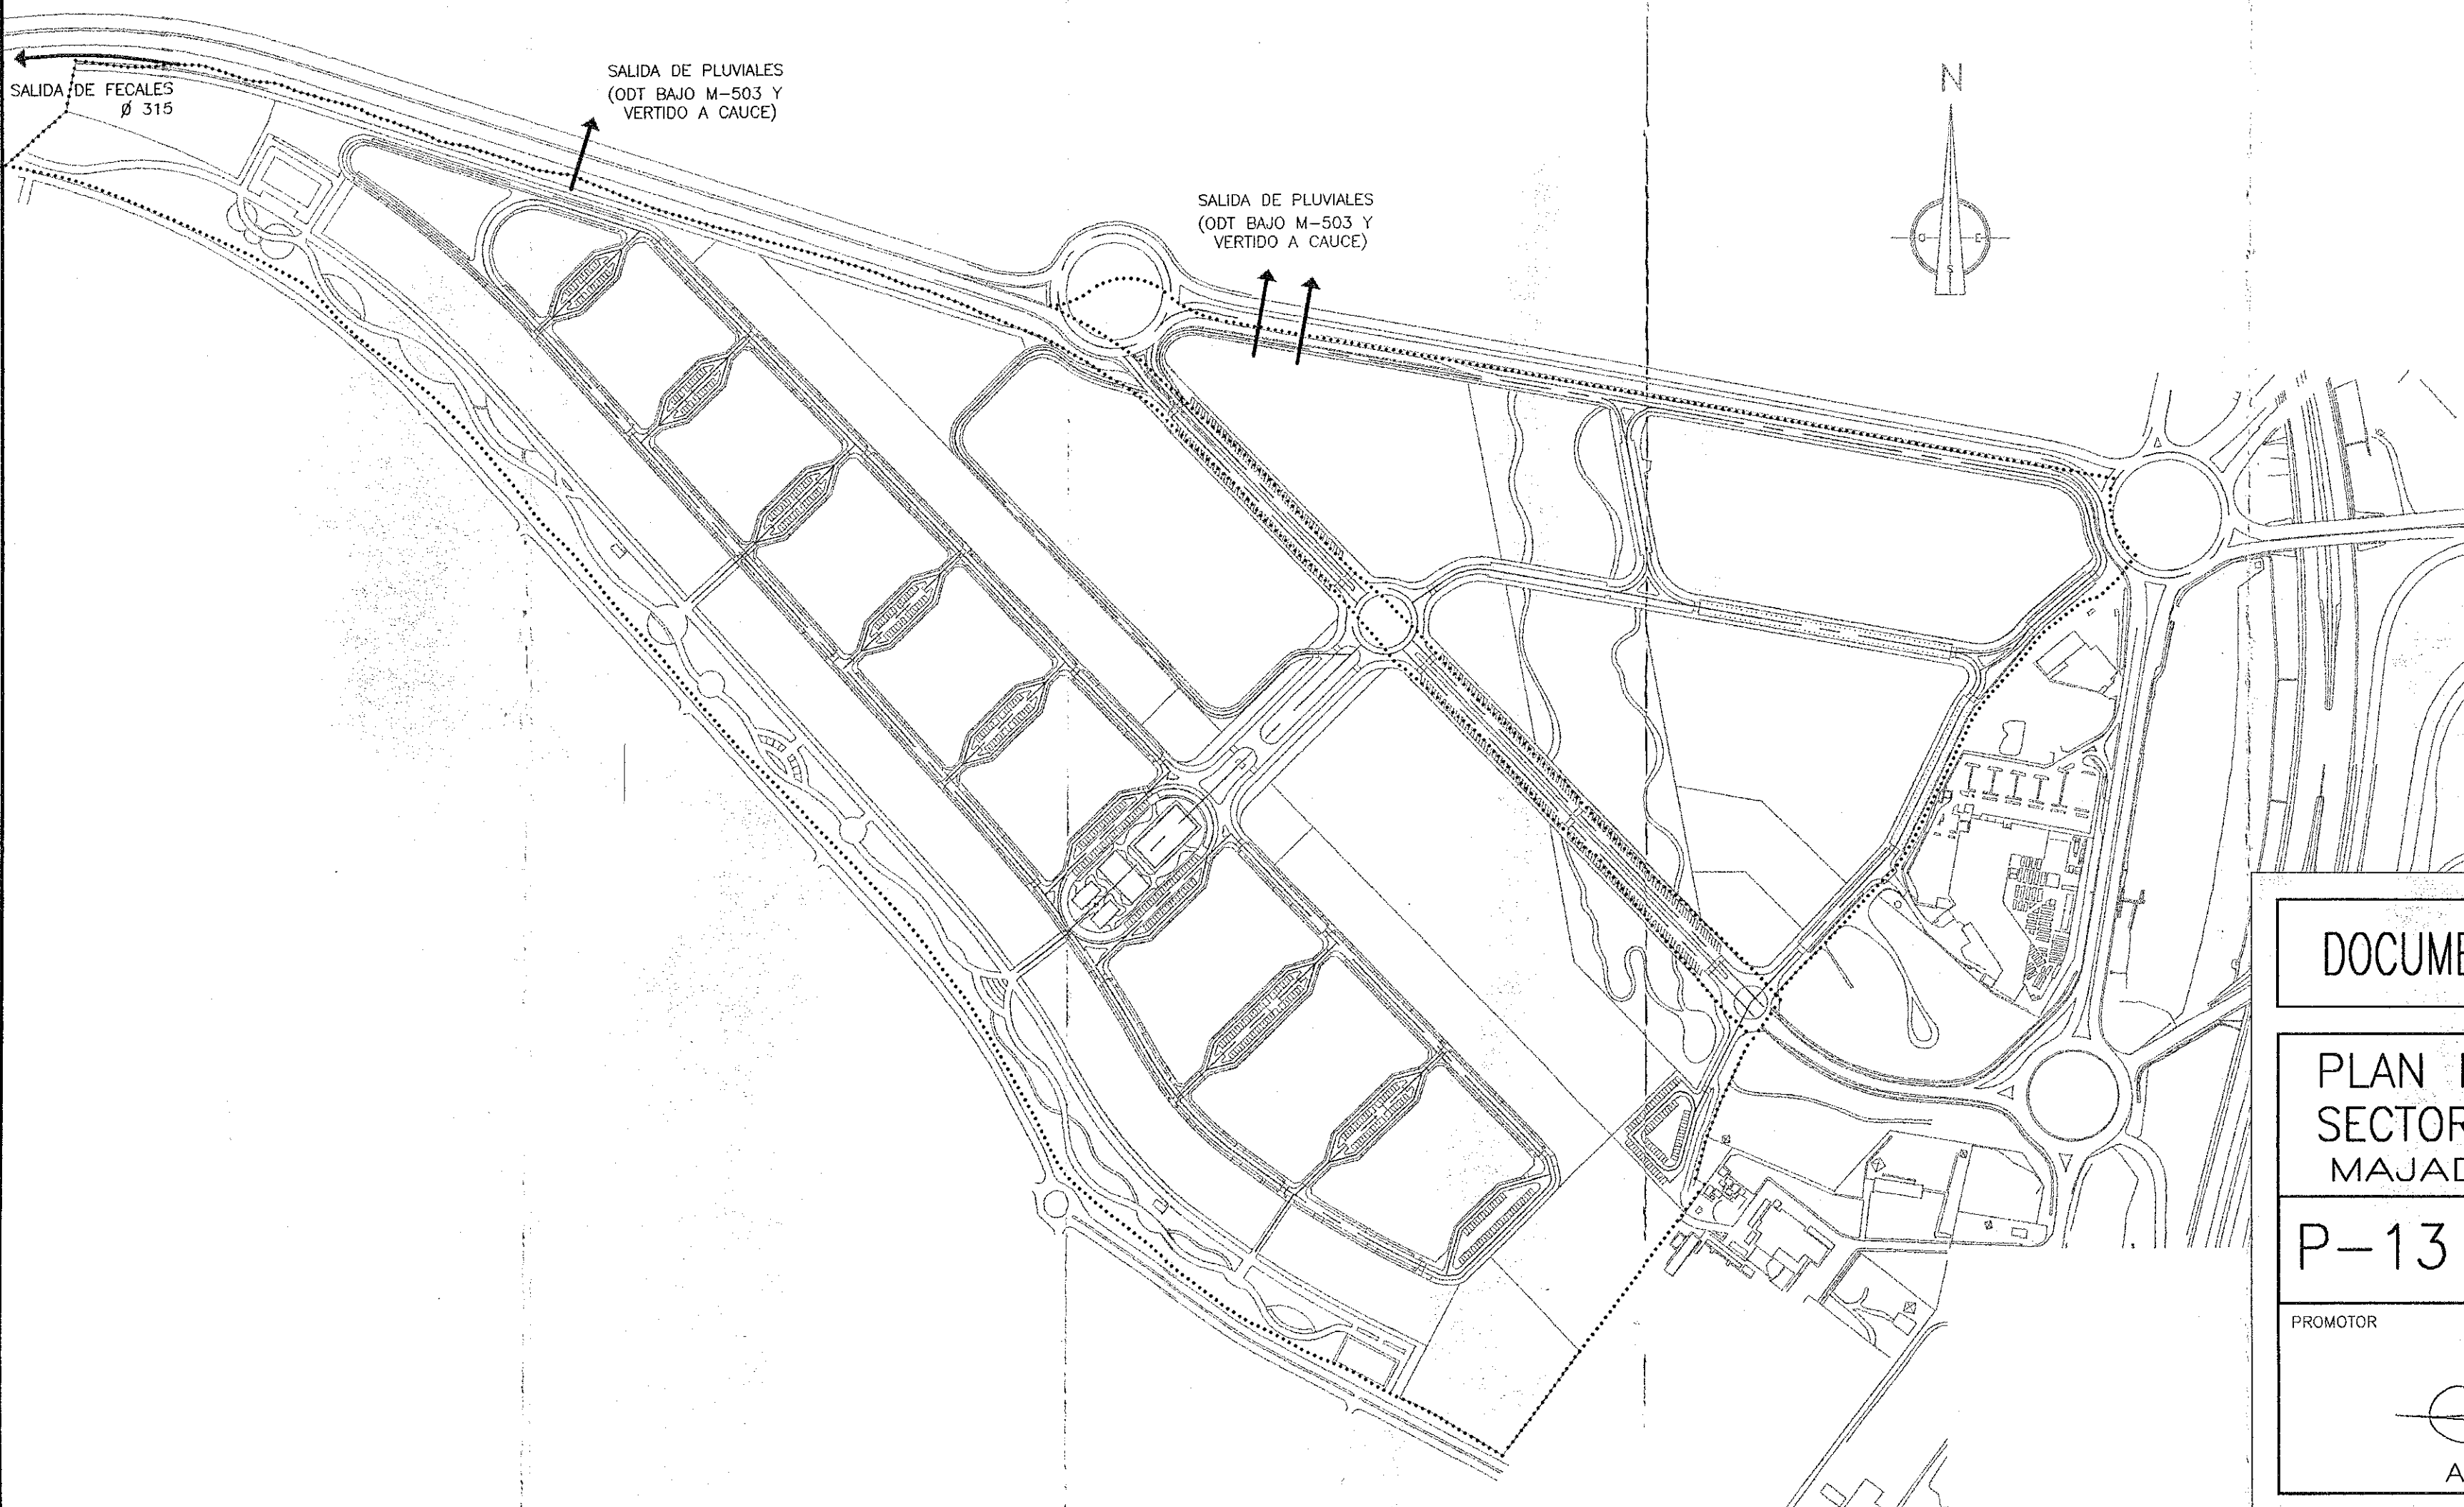 SALIDA DE FECALES
Ø 315
SALIDA DE PLUVIALES
(ODT BAJO M-503 Y
VERTIDO A CAUCE)
SALIDA DE PLUVIALES
(ODT BAJO M-503 Y
VERTIDO A CAUCE)
N
O E
S
DOCUME
PLAN
SECTOR
MAJAD
P-13
PROMOTOR
A